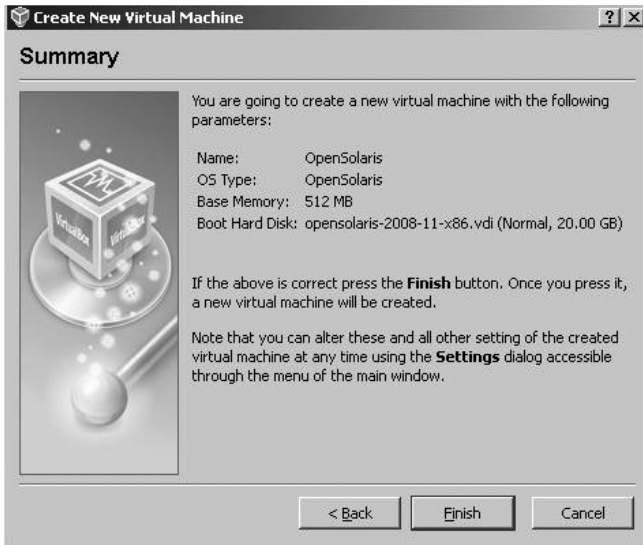 Create New Virtual Machine
Summary
You are going to create a new virtual machine with the following
parameters:
Name: OpenSolaris
OS Type: OpenSolaris
Base Memory: 512 MB
Boot Hard Disk: opensolaris-2008-11-x86.vdi (Normal, 20.00 GB)
If the above is correct press the Finish button. Once you press it,
a new virtual machine will be created.
Note that you can alter these and all other setting of the created
virtual machine at any time using the Settings dialog accessible
through the menu of the main window.
VirtualBox
VirtualBox
< Back Finish Cancel